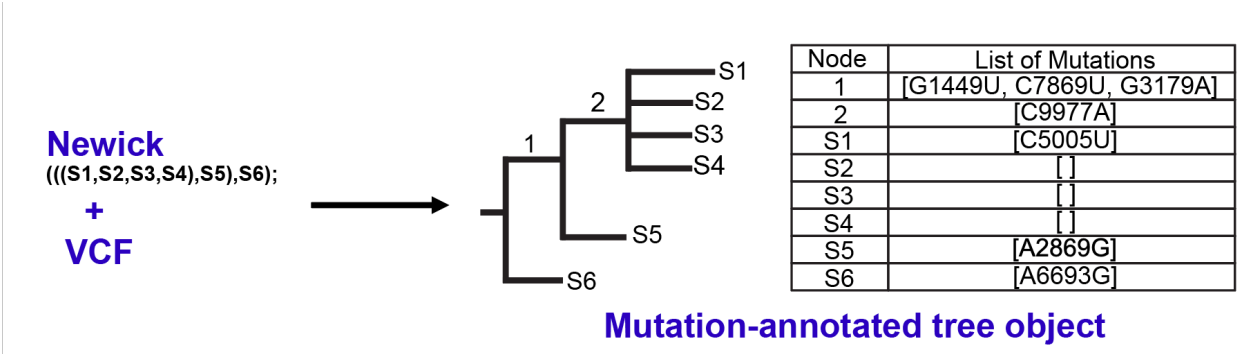 Newick
(((S1,S2,S3,S4),S5),S6);
+
VCF
1
2
S1
S2
S3
S4
S5
S6
Node List of Mutations
1 [G1449U, C7869U, G3179A]
2 [C9977A]
S1 [C5005U]
S2 [ ]
S3 [ ]
S4 [ ]
S5 [A2869G]
S6 [A6693G]
Mutation-annotated tree object